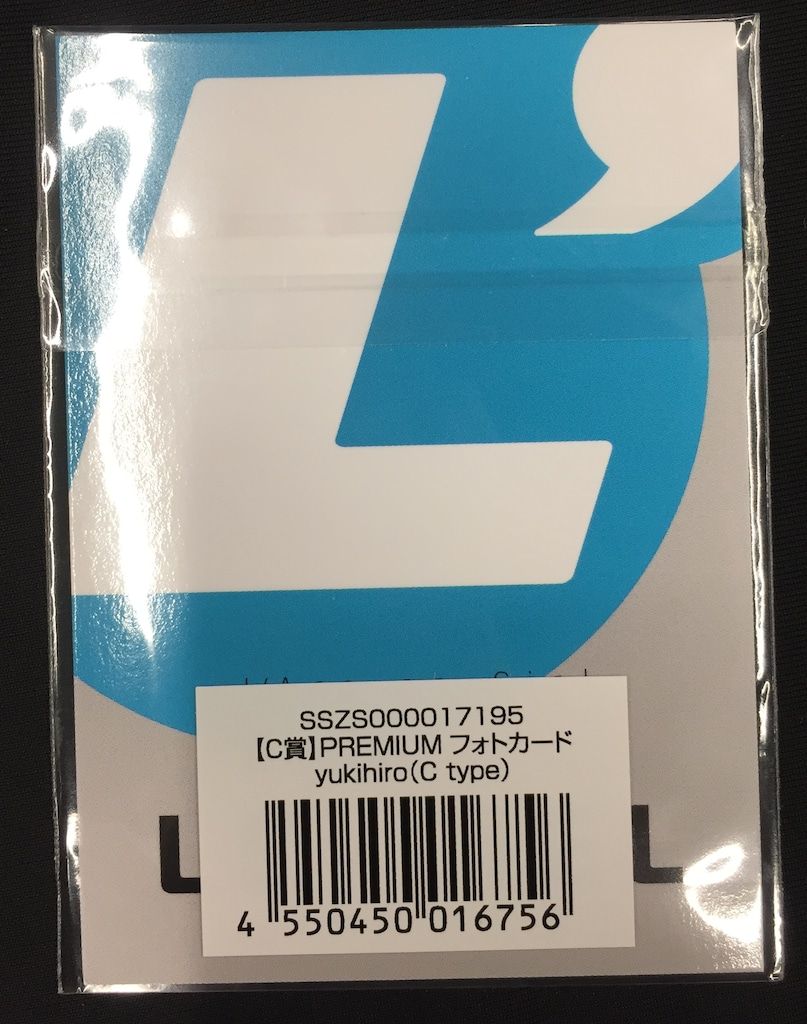 L'
SSZS000017195
【C賞】PREMIUM フォトカード
yukihiro(C type)
4 550450 016756